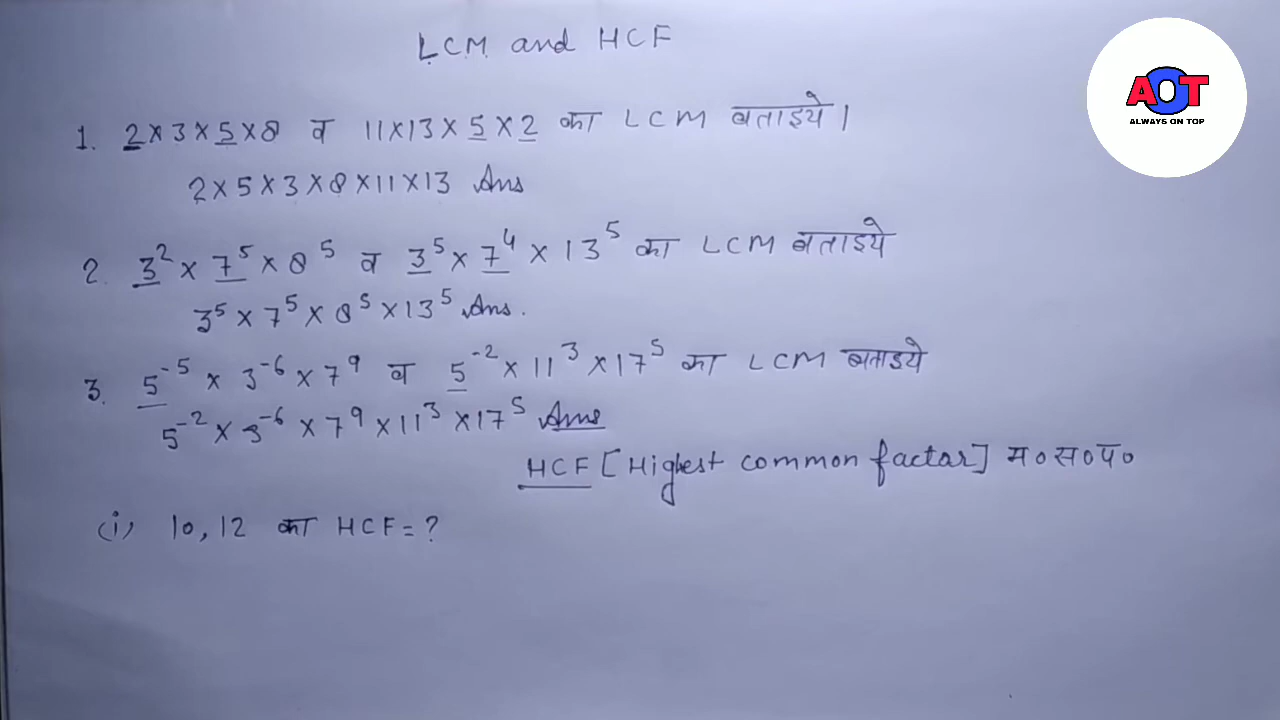 LCM and HCF
AOT
ALWAYS ON TOP
1. 2×3×5×8 व 11×13×5×2 का LCM बताइये।
2×5×3×8×11×13 Ans
2. 3²×7⁵×8⁵ व 3⁵×7⁴×13⁵ का LCM बताइये
3⁵×7⁵×8⁵×13⁵ Ans.
3. 5⁻⁵×3⁻⁶×7⁹ व 5⁻²×11³×17⁵ का LCM बताइये
5⁻²×3⁻⁶×7⁹×11³×17⁵ Ans
HCF [Highest common factar] म०स०प०
(i) 10, 12 का HCF=?